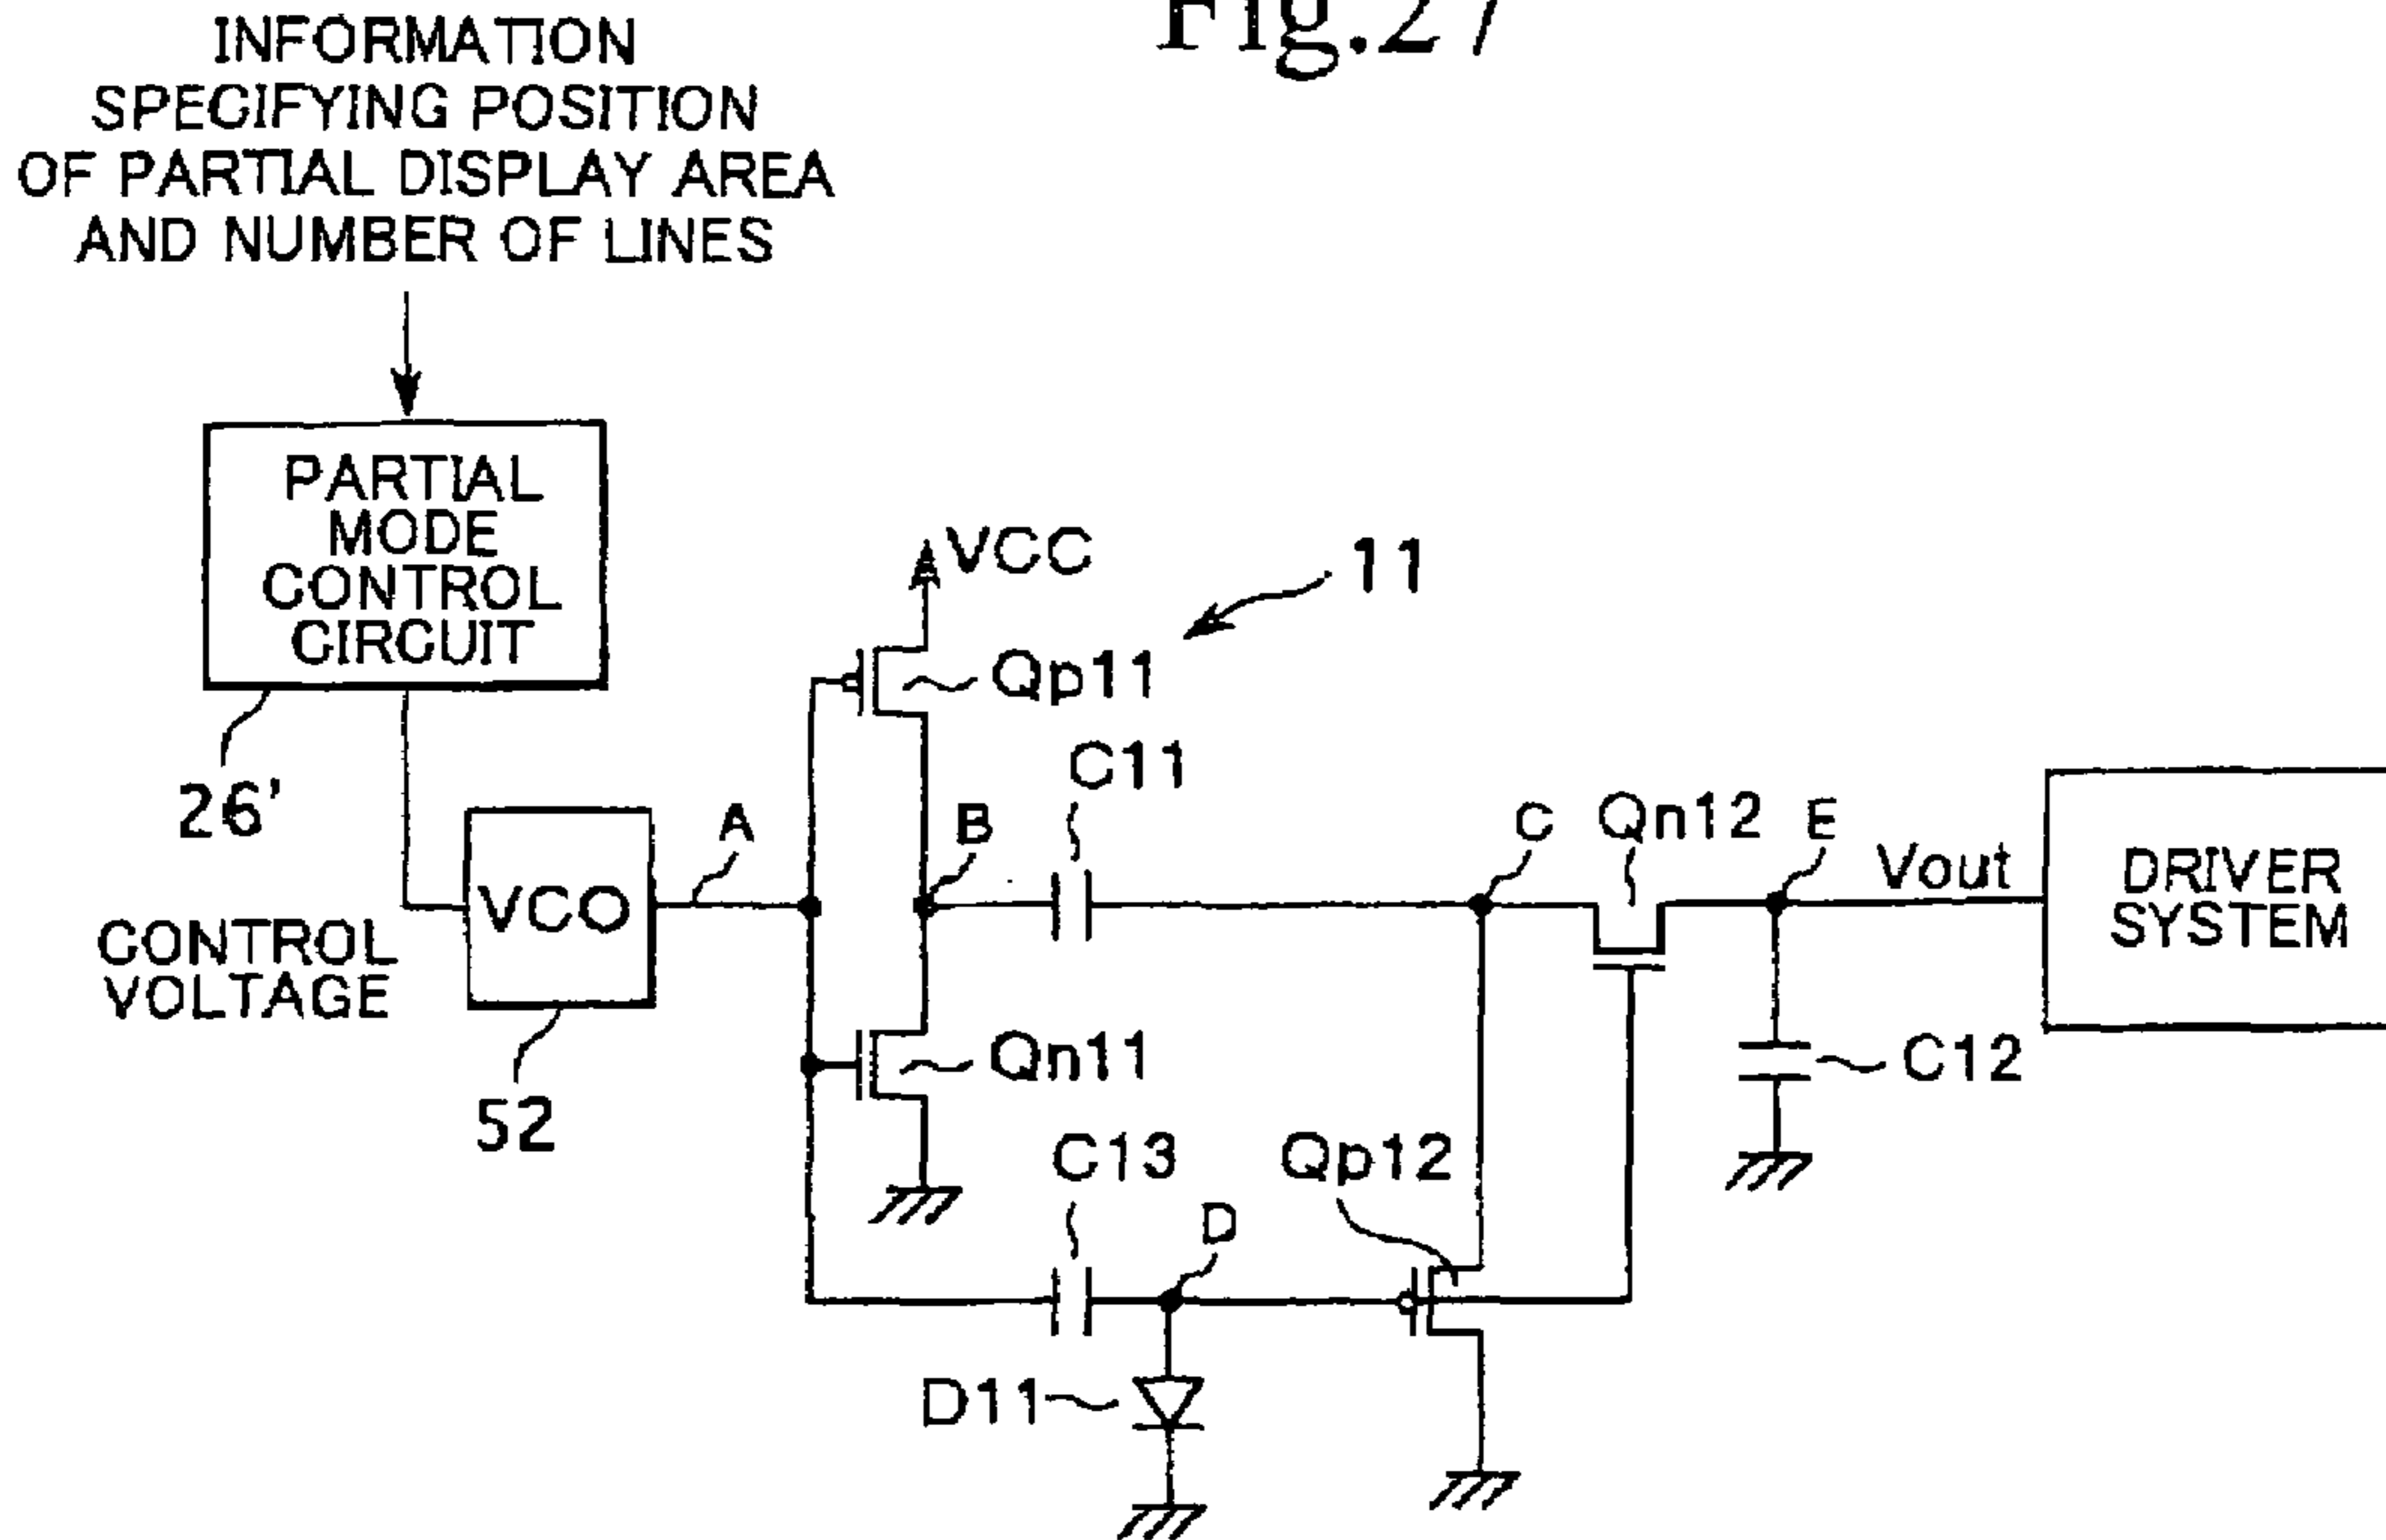 Fig.27
INFORMATION
SPECIFYING POSITION
OF PARTIAL DISPLAY AREA
AND NUMBER OF LINES
PARTIAL
MODE
CONTROL
CIRCUIT
26'
CONTROL
VOLTAGE
VCO
52
A
VCC
11
Qp11
C11
B
Qn11
C13
D
D11
Qp12
C
Qn12
E
Vout
C12
DRIVER
SYSTEM